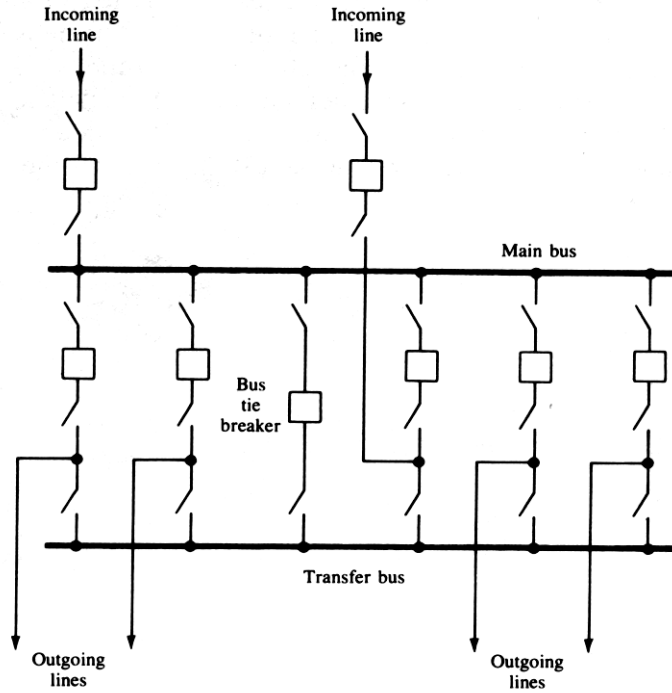 Incoming
line
Incoming
line
Main bus
Bus
tie
breaker
Transfer bus
Outgoing
lines
Outgoing
lines